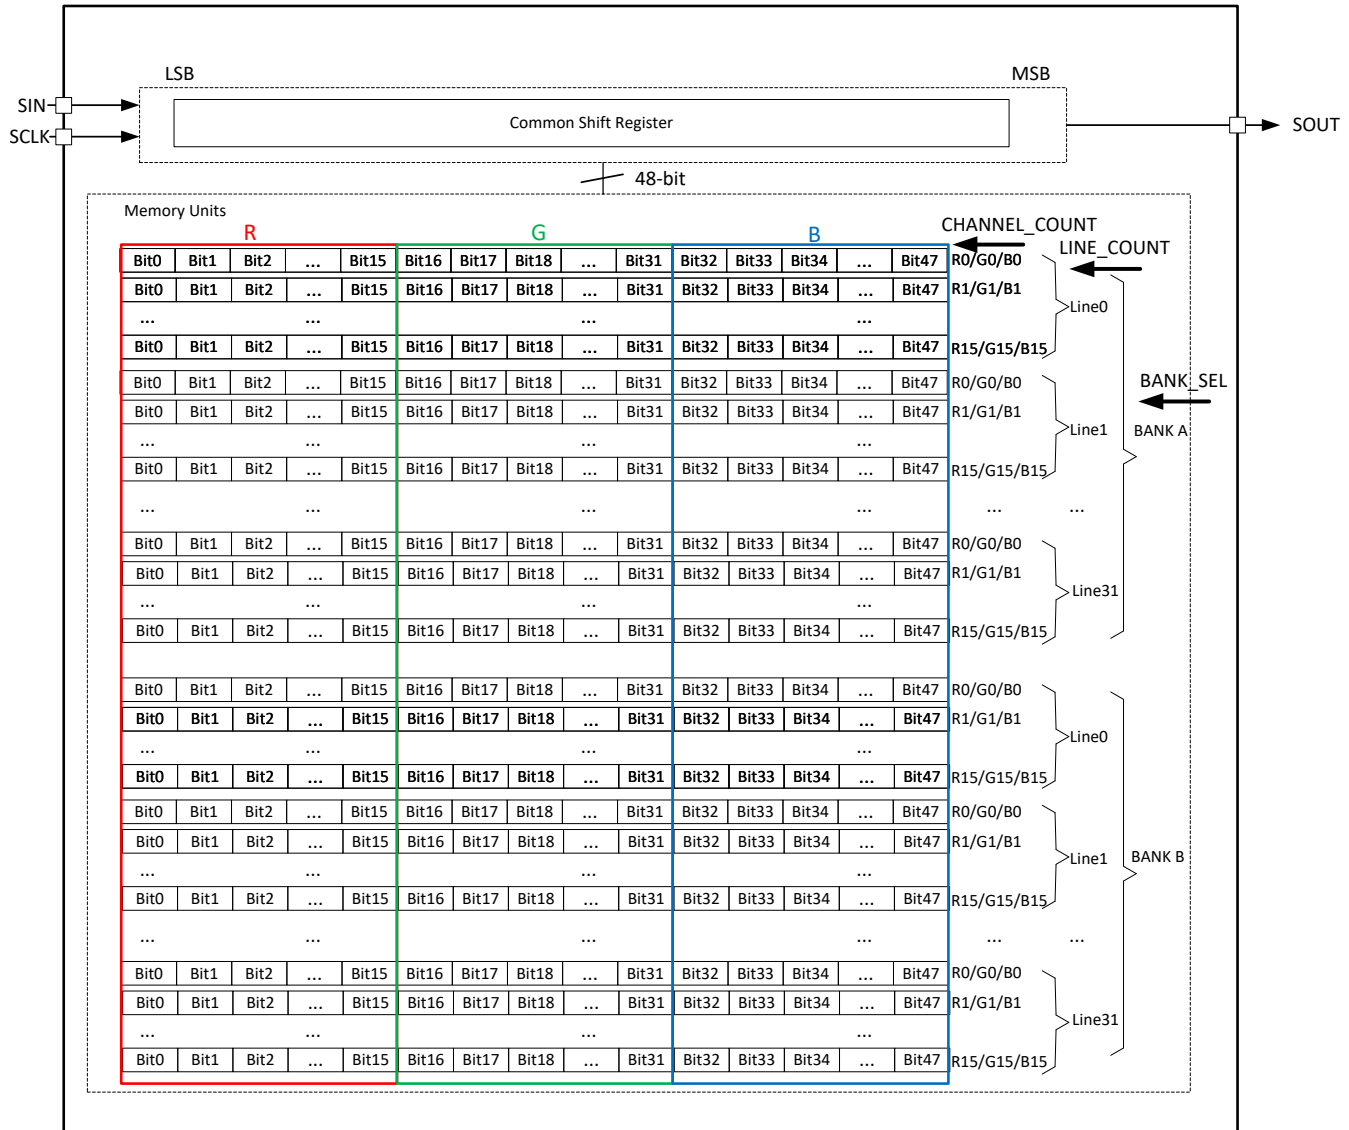 LSB MSB
SIN
SCLK
Common Shift Register
SOUT
48-bit
Memory Units
R G B
CHANNEL_COUNT
LINE_COUNT
Bit0 Bit1 Bit2 ... Bit15 Bit16 Bit17 Bit18 ... Bit31 Bit32 Bit33 Bit34 ... Bit47 R0/G0/B0
Bit0 Bit1 Bit2 ... Bit15 Bit16 Bit17 Bit18 ... Bit31 Bit32 Bit33 Bit34 ... Bit47 R1/G1/B1
... ... ... ... Line0
Bit0 Bit1 Bit2 ... Bit15 Bit16 Bit17 Bit18 ... Bit31 Bit32 Bit33 Bit34 ... Bit47 R15/G15/B15
Bit0 Bit1 Bit2 ... Bit15 Bit16 Bit17 Bit18 ... Bit31 Bit32 Bit33 Bit34 ... Bit47 R0/G0/B0
BANK_SEL
Bit0 Bit1 Bit2 ... Bit15 Bit16 Bit17 Bit18 ... Bit31 Bit32 Bit33 Bit34 ... Bit47 R1/G1/B1
... ... ... ... Line1 BANK A
Bit0 Bit1 Bit2 ... Bit15 Bit16 Bit17 Bit18 ... Bit31 Bit32 Bit33 Bit34 ... Bit47 R15/G15/B15
... ... ... ... ... ...
Bit0 Bit1 Bit2 ... Bit15 Bit16 Bit17 Bit18 ... Bit31 Bit32 Bit33 Bit34 ... Bit47 R0/G0/B0
Bit0 Bit1 Bit2 ... Bit15 Bit16 Bit17 Bit18 ... Bit31 Bit32 Bit33 Bit34 ... Bit47 R1/G1/B1
... ... ... ... Line31
Bit0 Bit1 Bit2 ... Bit15 Bit16 Bit17 Bit18 ... Bit31 Bit32 Bit33 Bit34 ... Bit47 R15/G15/B15
Bit0 Bit1 Bit2 ... Bit15 Bit16 Bit17 Bit18 ... Bit31 Bit32 Bit33 Bit34 ... Bit47 R0/G0/B0
Bit0 Bit1 Bit2 ... Bit15 Bit16 Bit17 Bit18 ... Bit31 Bit32 Bit33 Bit34 ... Bit47 R1/G1/B1
... ... ... ... Line0
Bit0 Bit1 Bit2 ... Bit15 Bit16 Bit17 Bit18 ... Bit31 Bit32 Bit33 Bit34 ... Bit47 R15/G15/B15
Bit0 Bit1 Bit2 ... Bit15 Bit16 Bit17 Bit18 ... Bit31 Bit32 Bit33 Bit34 ... Bit47 R0/G0/B0
Bit0 Bit1 Bit2 ... Bit15 Bit16 Bit17 Bit18 ... Bit31 Bit32 Bit33 Bit34 ... Bit47 R1/G1/B1
... ... ... ... Line1 BANK B
Bit0 Bit1 Bit2 ... Bit15 Bit16 Bit17 Bit18 ... Bit31 Bit32 Bit33 Bit34 ... Bit47 R15/G15/B15
... ... ... ... ... ...
Bit0 Bit1 Bit2 ... Bit15 Bit16 Bit17 Bit18 ... Bit31 Bit32 Bit33 Bit34 ... Bit47 R0/G0/B0
Bit0 Bit1 Bit2 ... Bit15 Bit16 Bit17 Bit18 ... Bit31 Bit32 Bit33 Bit34 ... Bit47 R1/G1/B1
... ... ... ... Line31
Bit0 Bit1 Bit2 ... Bit15 Bit16 Bit17 Bit18 ... Bit31 Bit32 Bit33 Bit34 ... Bit47 R15/G15/B15